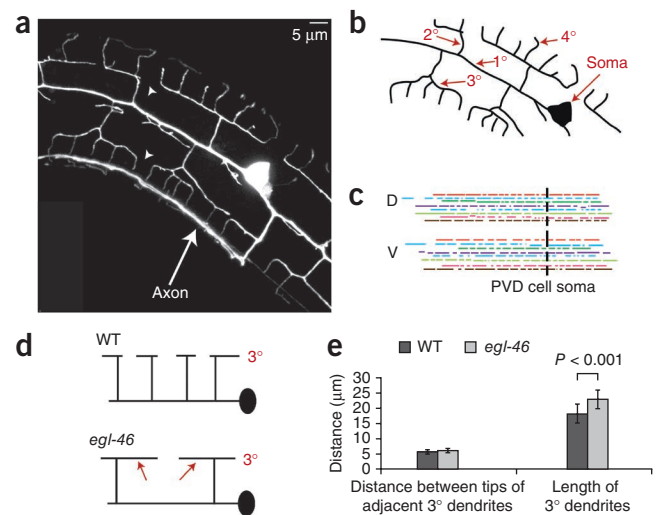 a
5 µm
Axon
b
2°
4°
1°
3°
Soma
c
D
V
PVD cell soma
d
WT
3°
egl-46
3°
e
WT egl-46
P < 0.001
Distance (µm)
30
25
20
15
10
5
0
Distance between tips of
adjacent 3° dendrites
Length of
3° dendrites